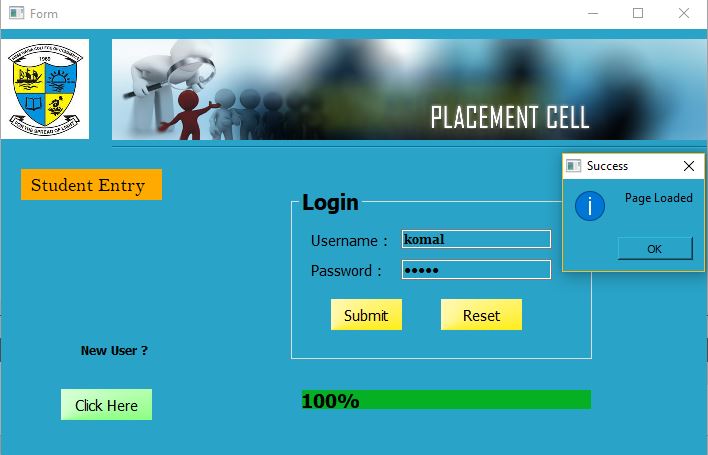 Form
1969
PLACEMENT CELL
Success
Page Loaded
OK
Student Entry
Login
Username :
komal
Password :
Submit
Reset
New User ?
Click Here
100%